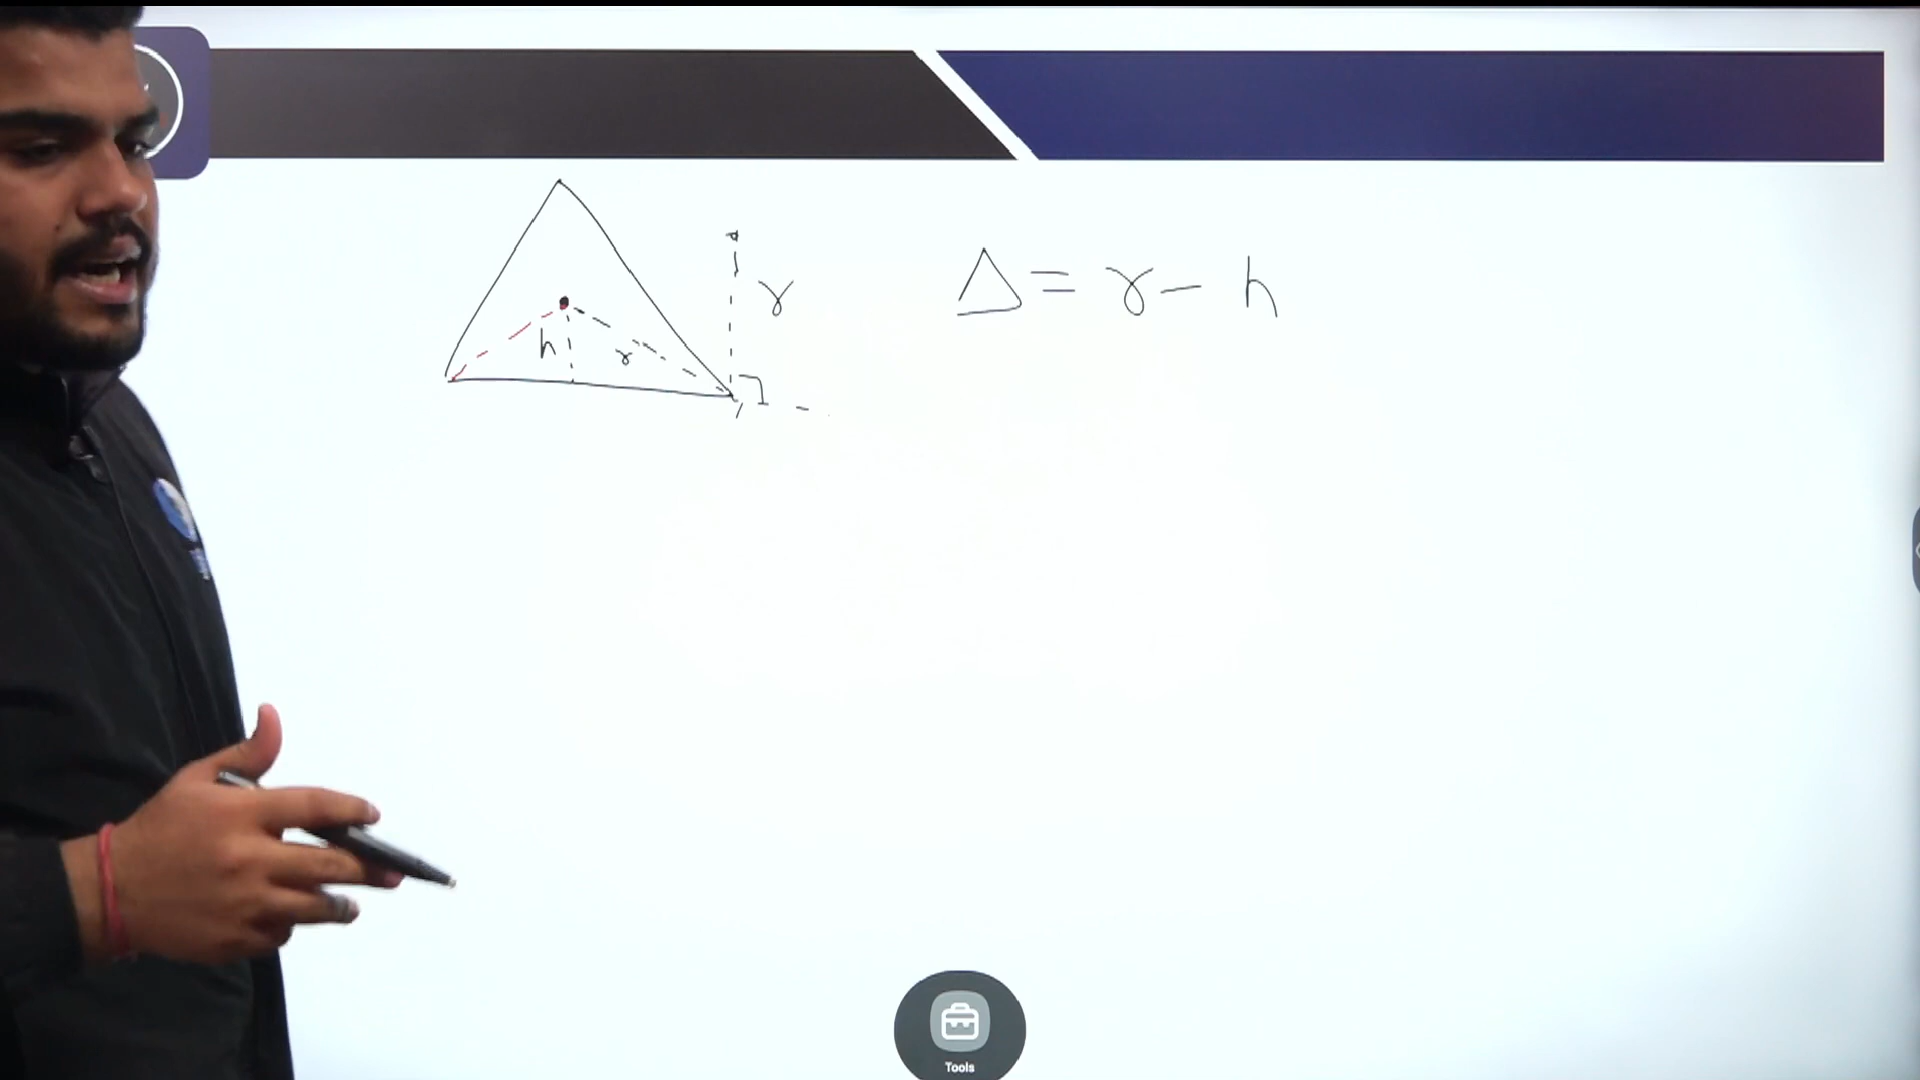 h
r
r
Δ = r - h
Tools